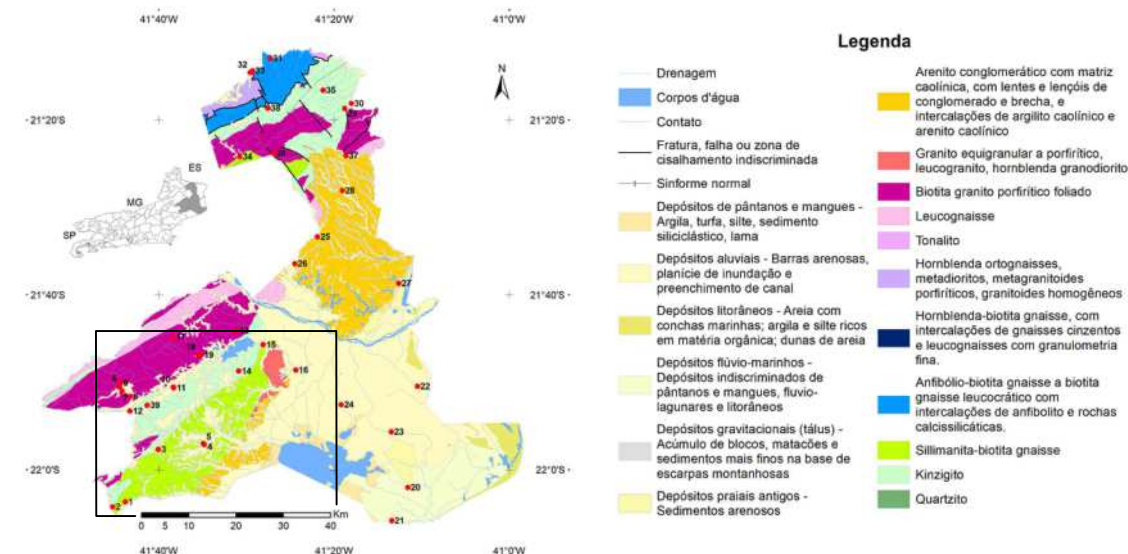 41°40'W
41°20'W
41°0'W
32
33
31
N
35
30
38
21°20'S
21°20'S
34
37
ES
MG
SP
28
25
26
27
21°40'S
21°40'S
17
19
15
14
16
11
22
12
39
24
5
4
23
3
22°0'S
22°0'S
20
1
2
21
Km
0 5 10 20 30 40
41°40'W
41°20'W
41°0'W
Legenda
Drenagem
Corpos d'água
Contato
Fratura, falha ou zona de
cisalhamento indiscriminada
Sinforme normal
Depósitos de pântanos e mangues -
Argila, turfa, silte, sedimento
siliciclástico, lama
Depósitos aluviais - Barras arenosas,
planície de inundação e
preenchimento de canal
Depósitos litorâneos - Areia com
conchas marinhas; argila e silte ricos
em matéria orgânica; dunas de areia
Depósitos flúvio-marinhos -
Depósitos indiscriminados de
pântanos e mangues, fluvio-
lagunares e litorâneos
Depósitos gravitacionais (tálus) -
Acúmulo de blocos, matacões e
sedimentos mais finos na base de
escarpas montanhosas
Depósitos praiais antigos -
Sedimentos arenosos
Arenito conglomerático com matriz
caolínica, com lentes e lençóis de
conglomerado e brecha, e
intercalações de argilito caolínico e
arenito caolínico
Granito equigranular a porfirítico,
leucogranito, hornblenda granodiorito
Biotita granito porfirítico foliado
Leucognaisse
Tonalito
Hornblenda ortognaisses,
metadioritos, metagranitoides
porfiríticos, granitoides homogêneos
Hornblenda-biotita gnaisse, com
intercalações de gnaisses cinzentos
e leucognaisses com granulometria
fina.
Anfibólio-biotita gnaisse a biotita
gnaisse leucocrático com
intercalações de anfibolito e rochas
calcissilicáticas.
Sillimanita-biotita gnaisse
Kinzigito
Quartzito